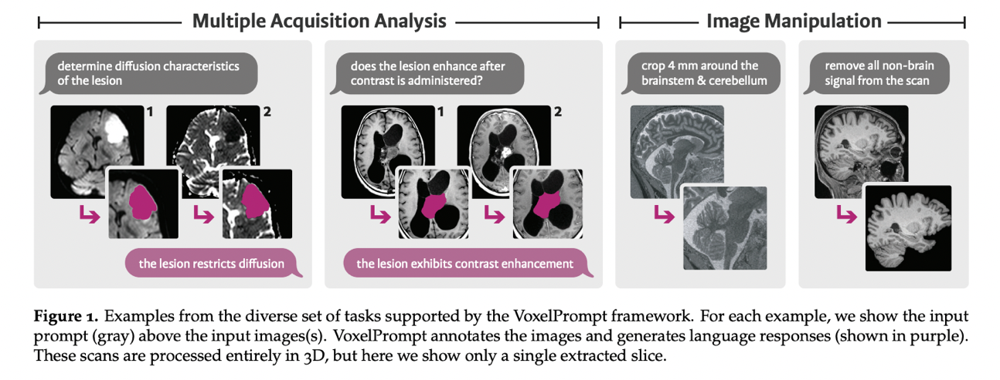 Multiple Acquisition Analysis
Image Manipulation
determine diffusion characteristics
of the lesion
1
2
the lesion restricts diffusion
does the lesion enhance after
contrast is administered?
1
2
the lesion exhibits contrast enhancement
crop 4 mm around the
brainstem & cerebellum
remove all non-brain
signal from the scan
Figure 1. Examples from the diverse set of tasks supported by the VoxelPrompt framework. For each example, we show the input
prompt (gray) above the input images(s). VoxelPrompt annotates the images and generates language responses (shown in purple).
These scans are processed entirely in 3D, but here we show only a single extracted slice.